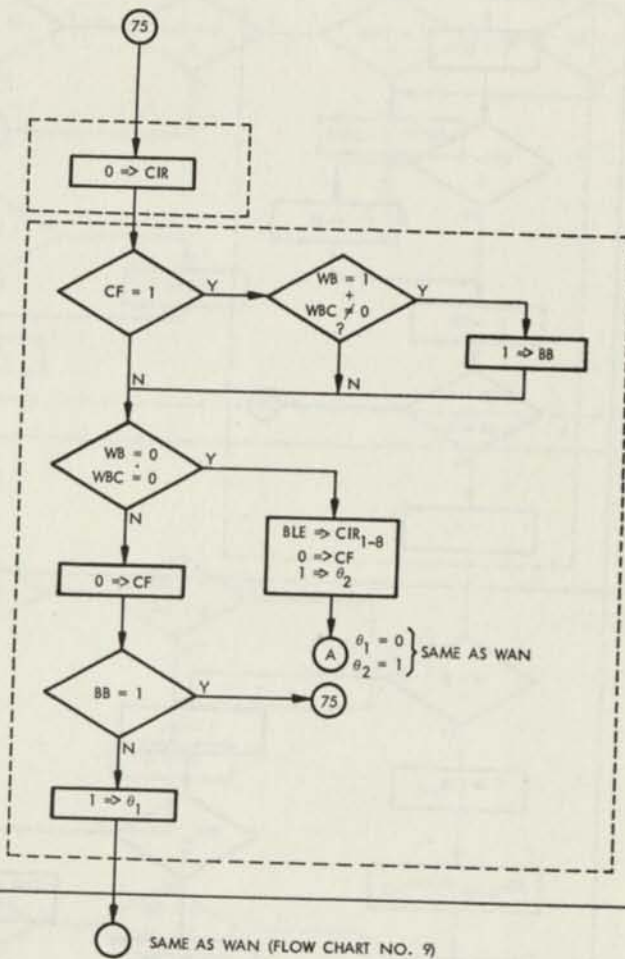 75
0 => CIR
CF = 1
Y
WB = 1
+
WBC ≠ 0
?
Y
1 => BB
N
N
WB = 0
·
WBC = 0
Y
N
BLE => CIR1-8
0 => CF
1 => θ2
0 => CF
A
θ1 = 0
θ2 = 1
} SAME AS WAN
BB = 1
Y
75
N
1 => θ1
SAME AS WAN (FLOW CHART NO. 9)